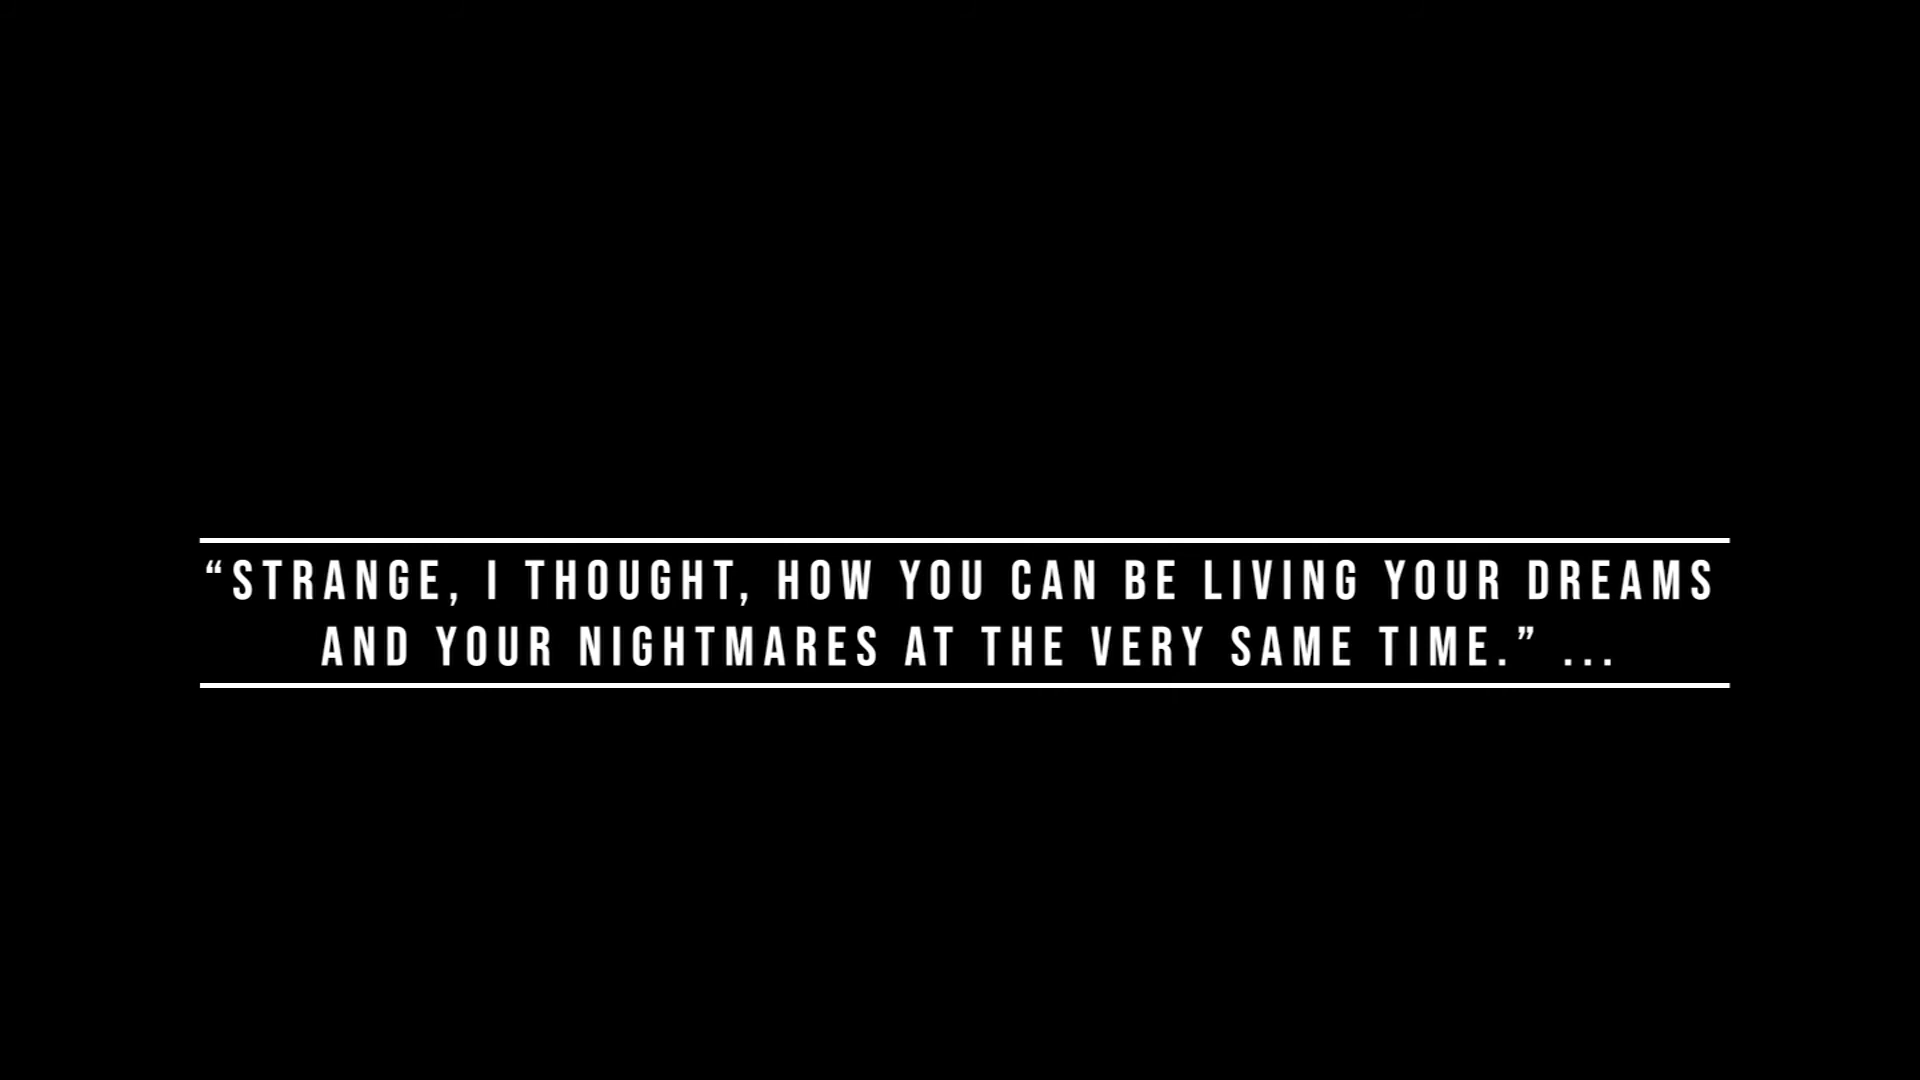 “STRANGE, I THOUGHT, HOW YOU CAN BE LIVING YOUR DREAMS
AND YOUR NIGHTMARES AT THE VERY SAME TIME.” ...